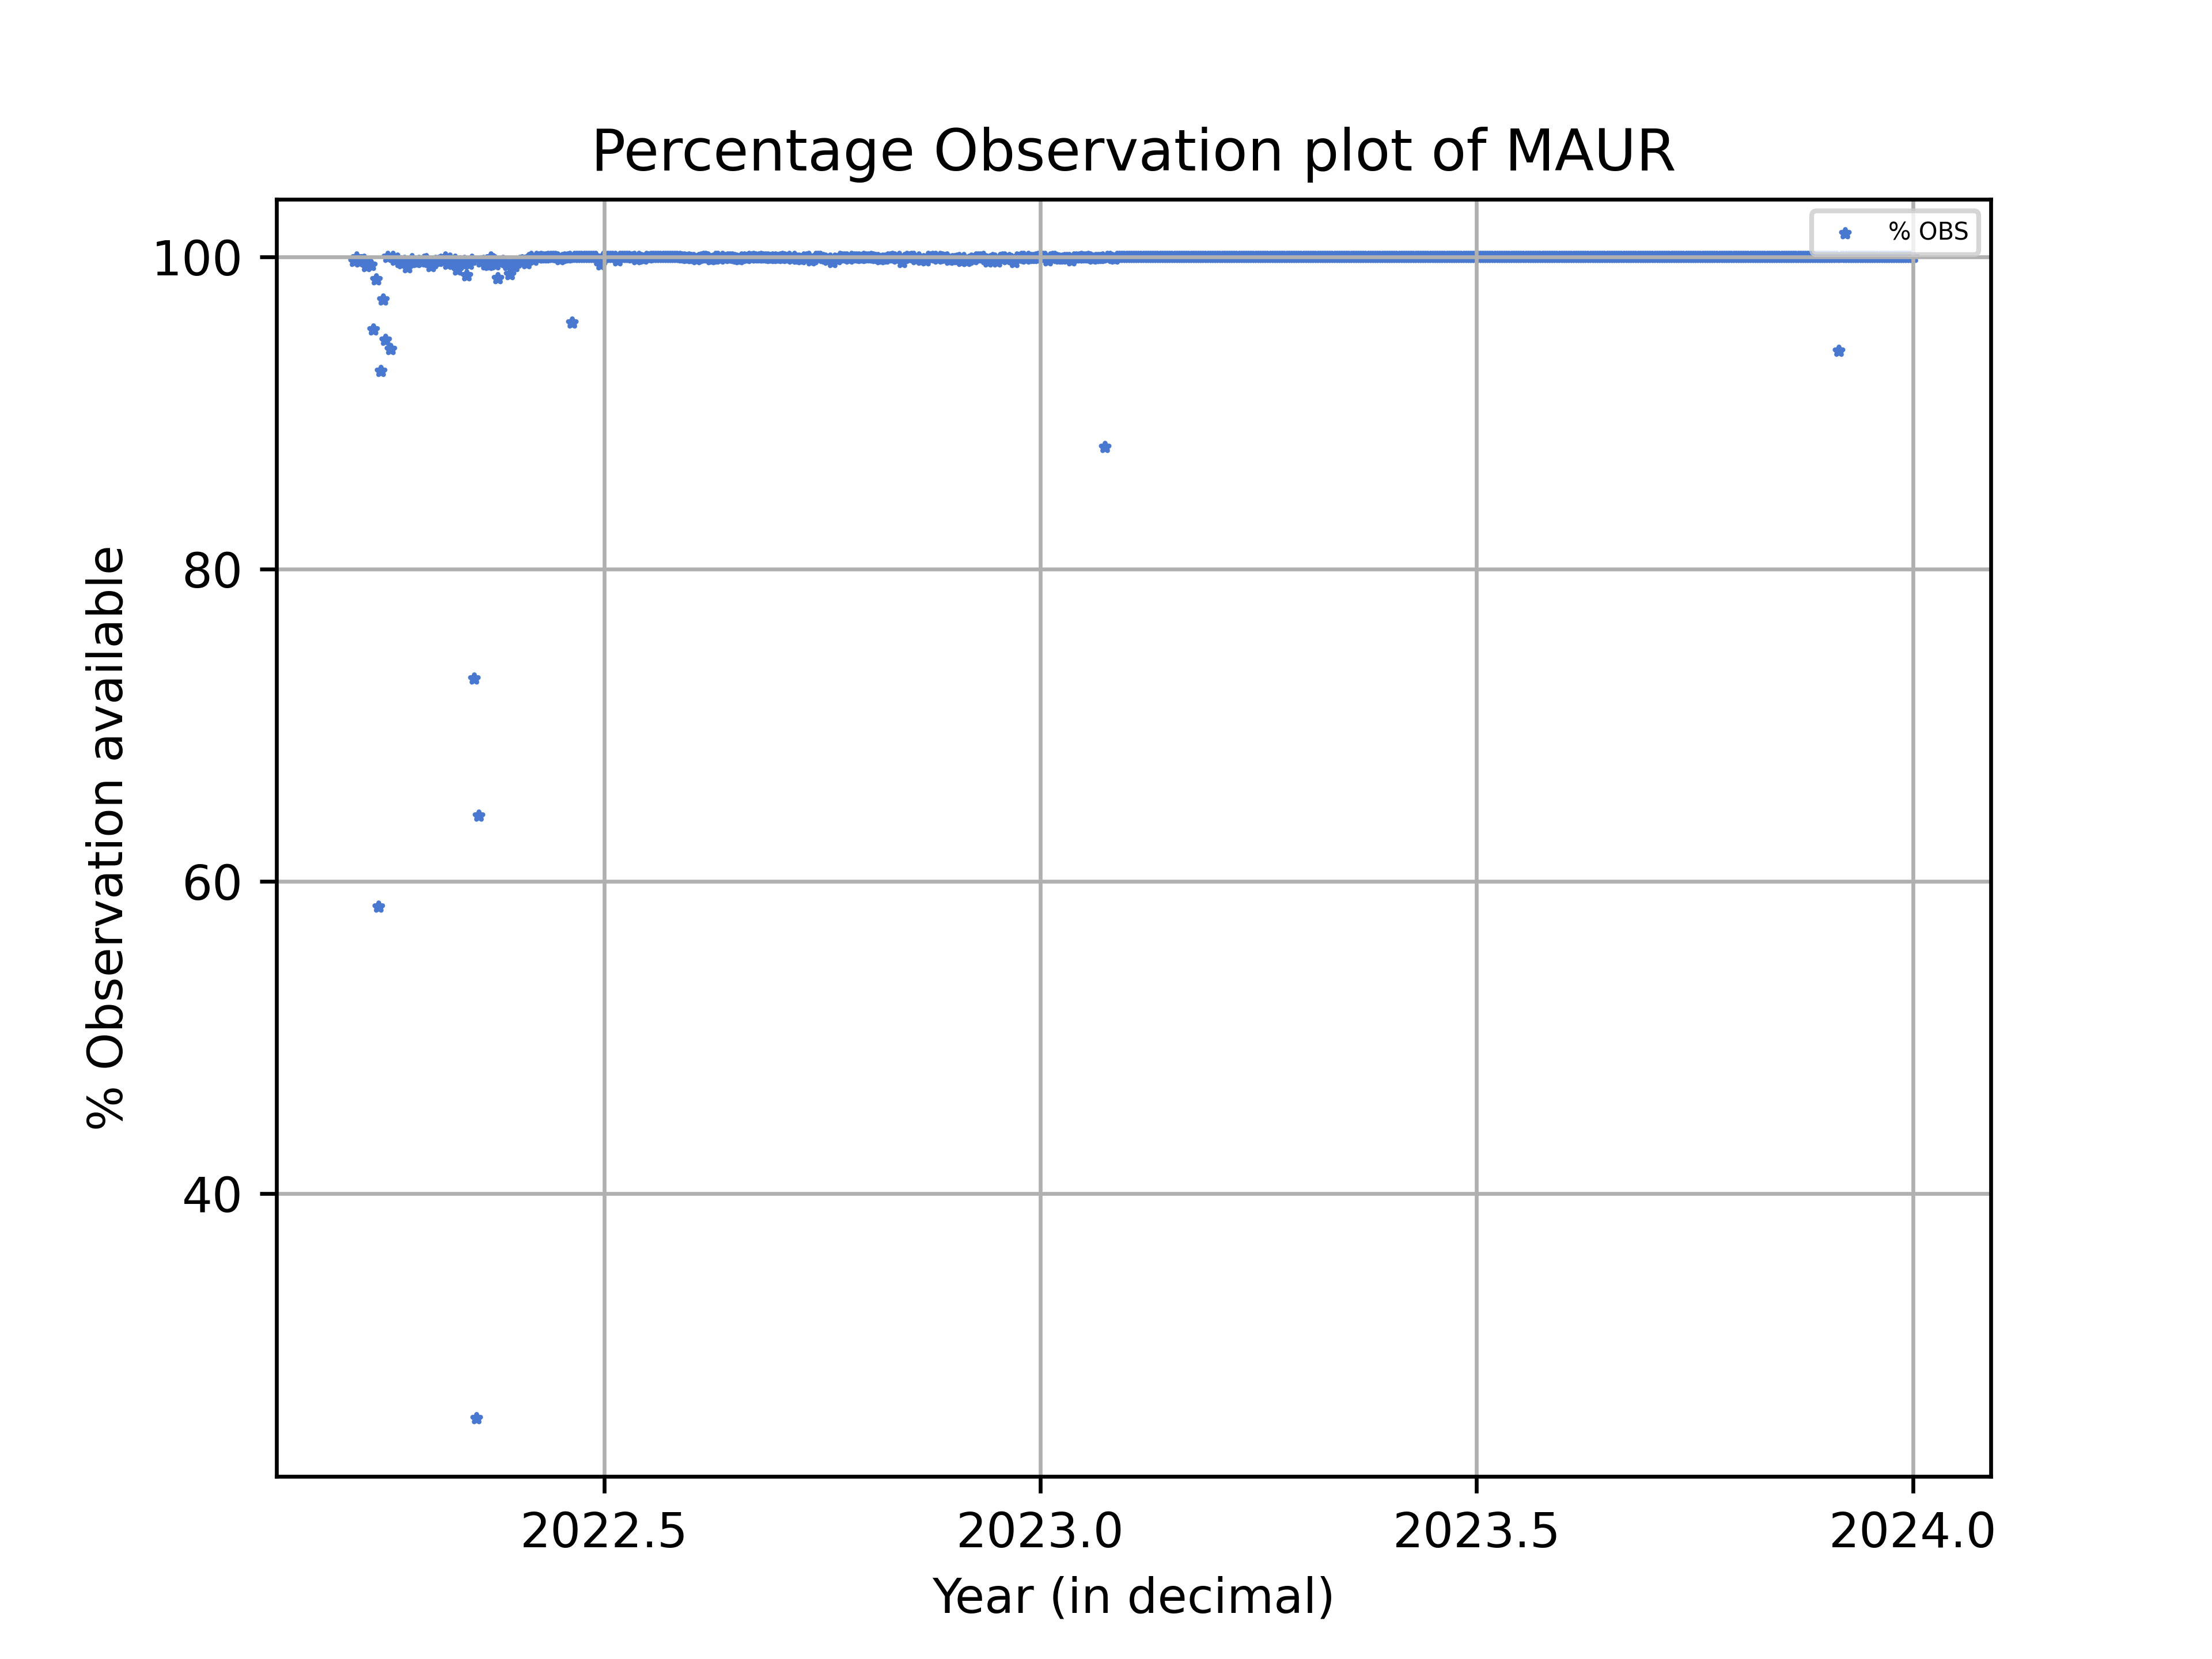 Percentage Observation plot of MAUR
% OBS
100
80
60
40
% Observation available
2022.5 2023.0 2023.5 2024.0
Year (in decimal)